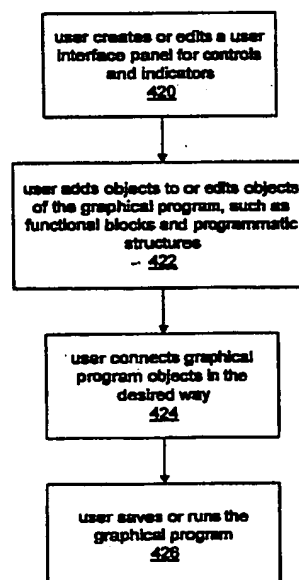 user creates or edits a user
interface panel for controls
and indicators
420
user adds objects to or edits objects
of the graphical program, such as
functional blocks and programmatic
structures
422
user connects graphical
program objects in the
desired way
424
user saves or runs the
graphical program
426